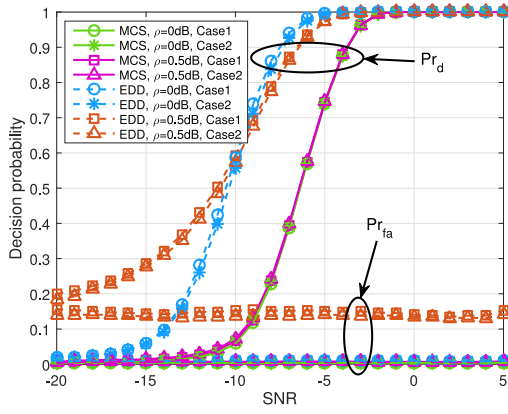 1
0.9
0.8
0.7
0.6
0.5
0.4
0.3
0.2
0.1
0
Decision probability
MCS, ρ=0dB, Case1
MCS, ρ=0dB, Case2
MCS, ρ=0.5dB, Case1
MCS, ρ=0.5dB, Case2
EDD, ρ=0dB, Case1
EDD, ρ=0dB, Case2
EDD, ρ=0.5dB, Case1
EDD, ρ=0.5dB, Case2
Pr_d
Pr_fa
-20 -15 -10 -5 0 5
SNR